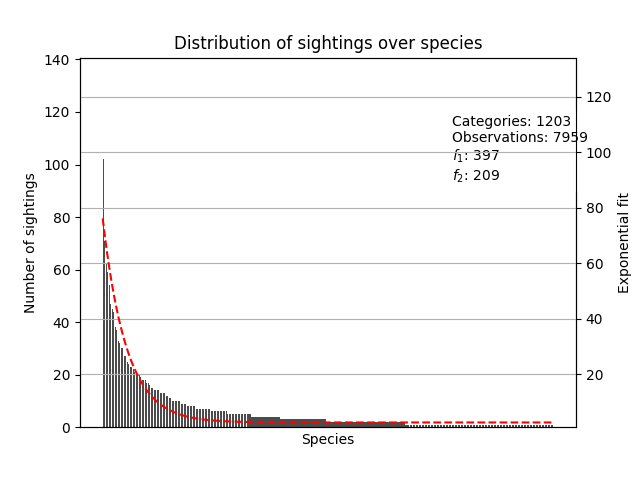 Distribution of sightings over species
Number of sightings
140
120
100
80
60
40
20
0
Categories: 1203
Observations: 7959
f1: 397
f2: 209
120
100
80
60
40
20
Exponential fit
Species